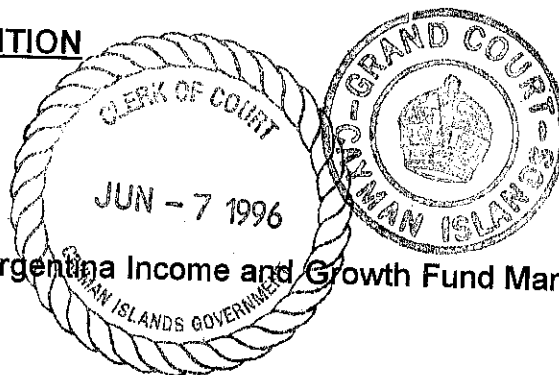 ITION
CLERK OF COURT
JUN - 7 1996
CAYMAN ISLANDS GOVERNMENT
GRAND COURT
CAYMAN ISLANDS
rgentina Income and Growth Fund Mar